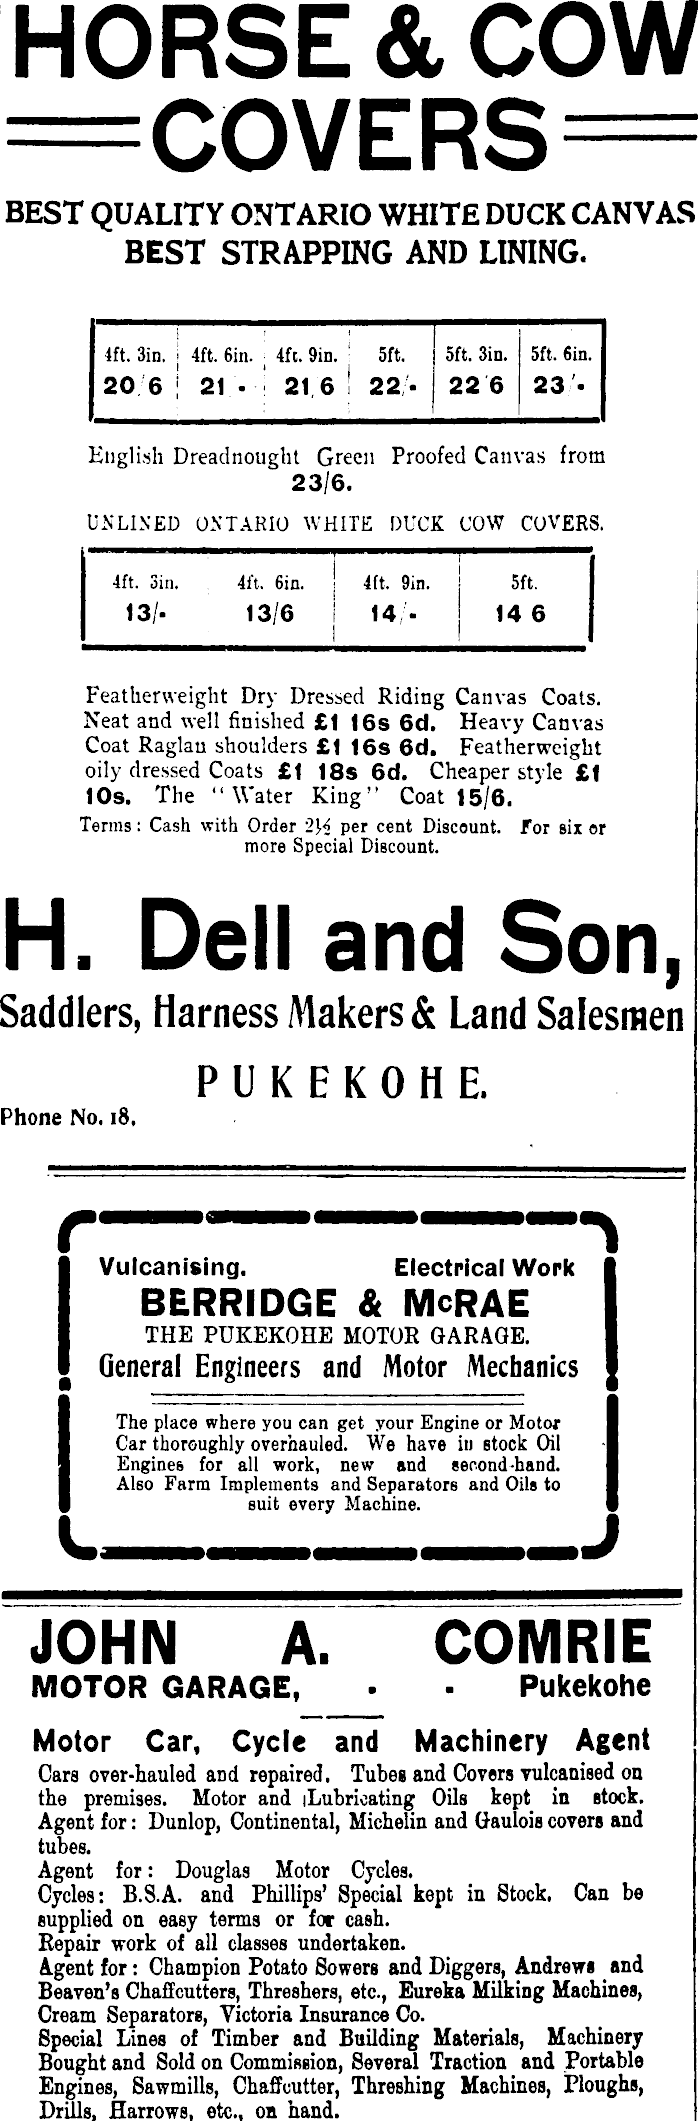 HORSE & COW
COVERS
BEST QUALITY ONTARIO WHITE DUCK CANVAS
BEST STRAPPING AND LINING.
4ft. 3in. 4ft. 6in. 4ft. 9in. 5ft. 5ft. 3in. 5ft. 6in.
20/6 21/- 21/6 22/- 22/6 23/-
English Dreadnought Green Proofed Canvas from
23/6.
UNLINED ONTARIO WHITE DUCK COW COVERS.
4ft. 3in. 4ft. 6in. 4ft. 9in. 5ft.
13/- 13/6 14/- 14 6
Featherweight Dry Dressed Riding Canvas Coats.
Neat and well finished £1 16s 6d. Heavy Canvas
Coat Raglan shoulders £1 16s 6d. Featherweight
oily dressed Coats £1 18s 6d. Cheaper style £1
10s. The "Water King" Coat 15/6.
Terms: Cash with Order 2½ per cent Discount. For six or
more Special Discount.
H. Dell and Son,
Saddlers, Harness Makers & Land Salesmen
PUKEKOHE.
Phone No. 18.
Vulcanising. Electrical Work
BERRIDGE & McRAE
THE PUKEKOHE MOTOR GARAGE.
General Engineers and Motor Mechanics
The place where you can get your Engine or Motor
Car thoroughly overhauled. We have in stock Oil
Engines for all work, new and second-hand.
Also Farm Implements and Separators and Oils to
suit every Machine.
JOHN A. COMRIE
MOTOR GARAGE, - - Pukekohe
Motor Car, Cycle and Machinery Agent
Cars over-hauled and repaired. Tubes and Covers vulcanised on
the premises. Motor and Lubricating Oils kept in stock.
Agent for: Dunlop, Continental, Michelin and Gaulois covers and
tubes.
Agent for: Douglas Motor Cycles.
Cycles: B.S.A. and Phillips' Special kept in Stock. Can be
supplied on easy terms or for cash.
Repair work of all classes undertaken.
Agent for: Champion Potato Sowers and Diggers, Andrews and
Beaven's Chaffcutters, Threshers, etc., Eureka Milking Machines,
Cream Separators, Victoria Insurance Co.
Special Lines of Timber and Building Materials, Machinery
Bought and Sold on Commission, Several Traction and Portable
Engines, Sawmills, Chaffcutter, Threshing Machines, Ploughs,
Drills, Harrows, etc., on hand.